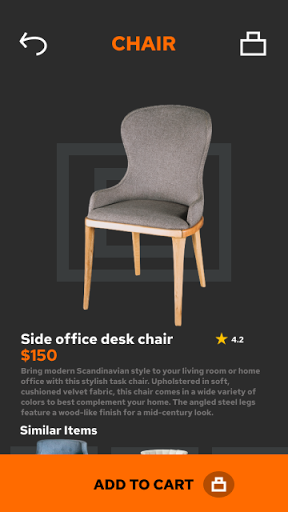 CHAIR
Side office desk chair
4.2
$150
Bring modern Scandinavian style to your living room or home
office with this stylish task chair. Upholstered in soft,
cushioned velvet fabric, this chair comes in a wide variety of
colors to best complement your home. The angled steel legs
feature a wood-like finish for a mid-century look.
Similar Items
ADD TO CART